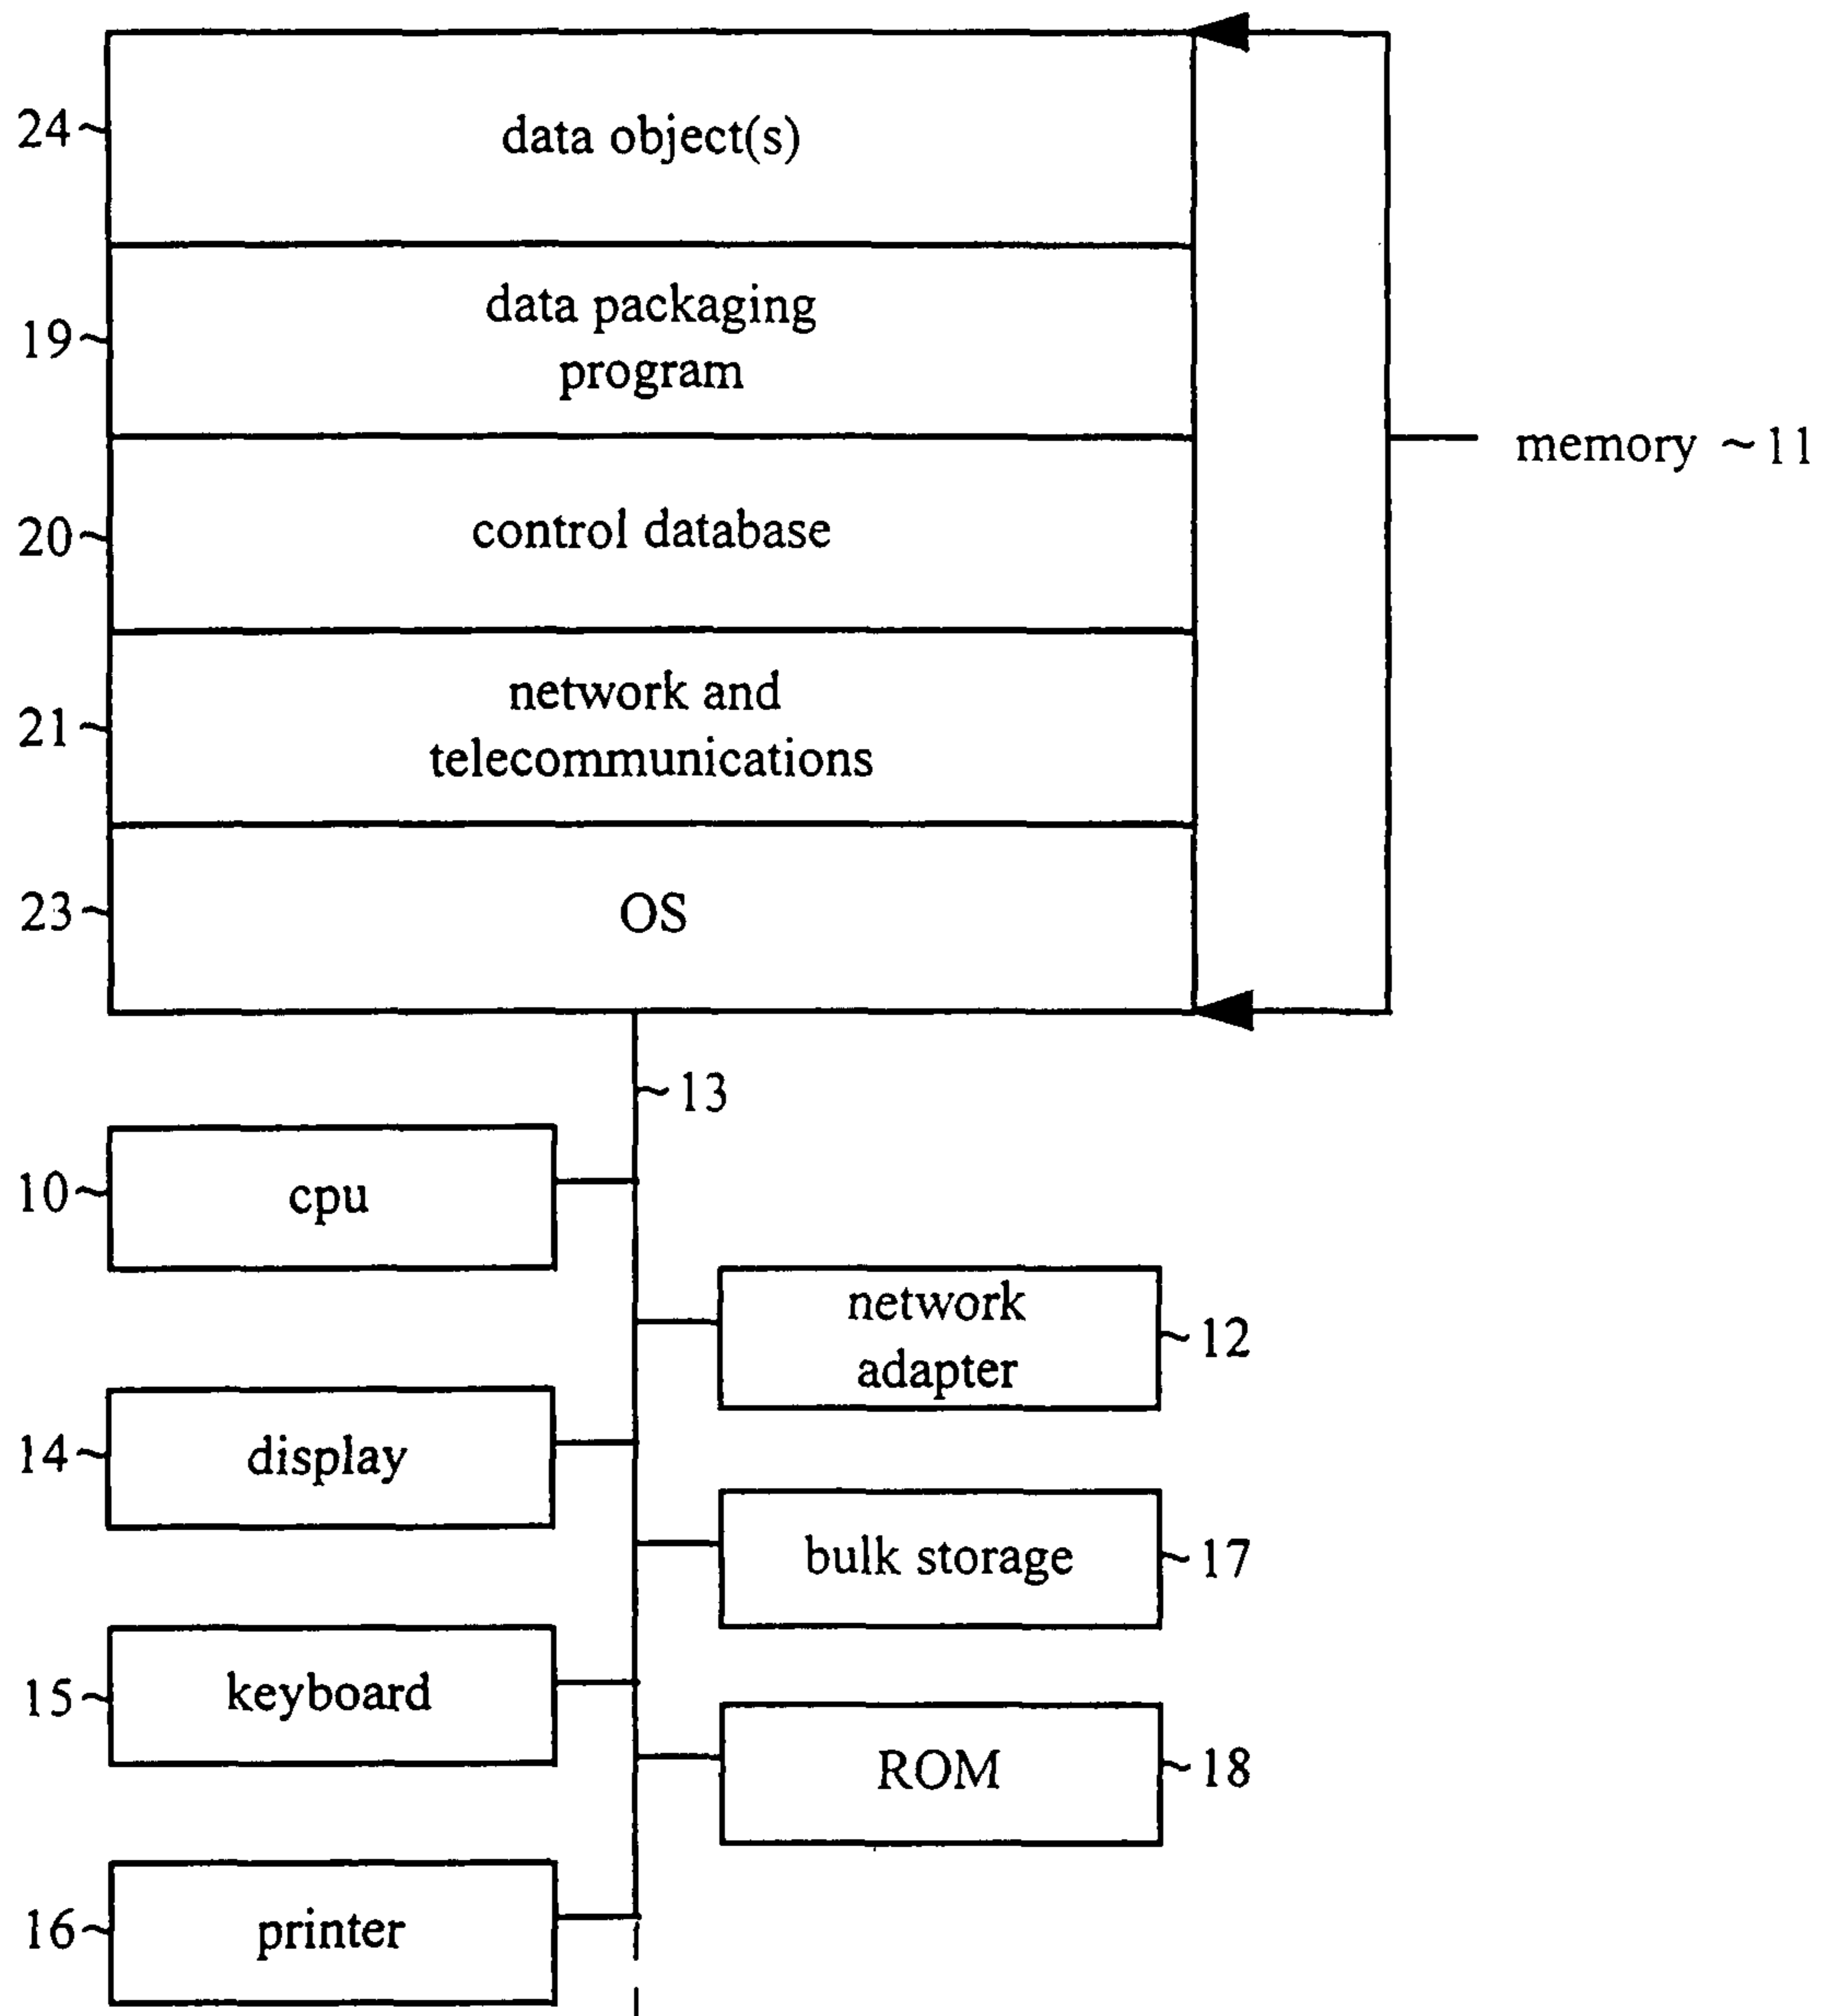 24 ~ data object(s)
19 ~ data packaging
program
memory ~ 11
20 ~ control database
21 ~ network and
telecommunications
23 ~ OS
~ 13
10 ~ cpu
network
adapter ~ 12
14 ~ display
bulk storage ~ 17
15 ~ keyboard
ROM ~ 18
16 ~ printer